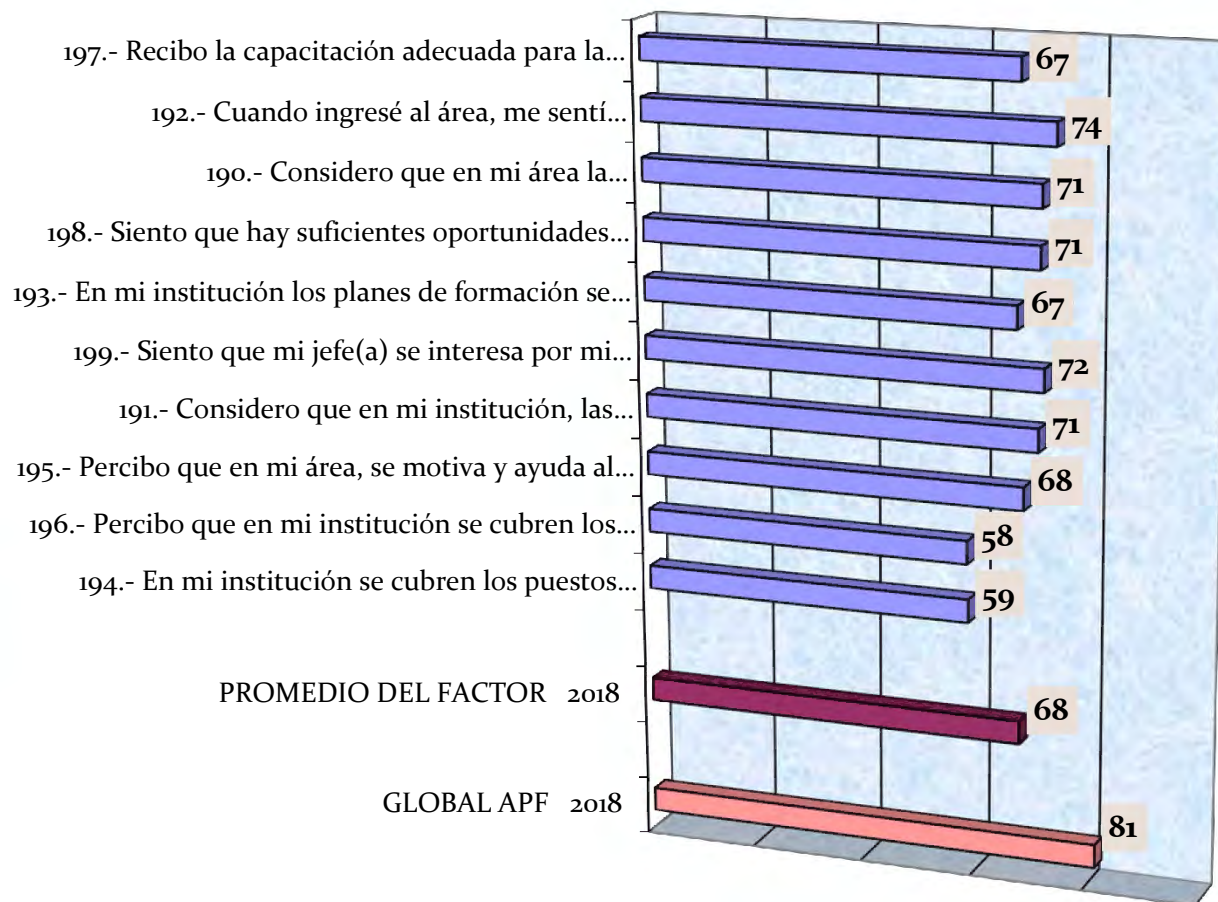 197.- Recibo la capacitación adecuada para la... 67
192.- Cuando ingresé al área, me sentí... 74
190.- Considero que en mi área la... 71
198.- Siento que hay suficientes oportunidades... 71
193.- En mi institución los planes de formación se... 67
199.- Siento que mi jefe(a) se interesa por mi... 72
191.- Considero que en mi institución, las... 71
195.- Percibo que en mi área, se motiva y ayuda al... 68
196.- Percibo que en mi institución se cubren los... 58
194.- En mi institución se cubren los puestos... 59
PROMEDIO DEL FACTOR 2018 68
GLOBAL APF 2018 81